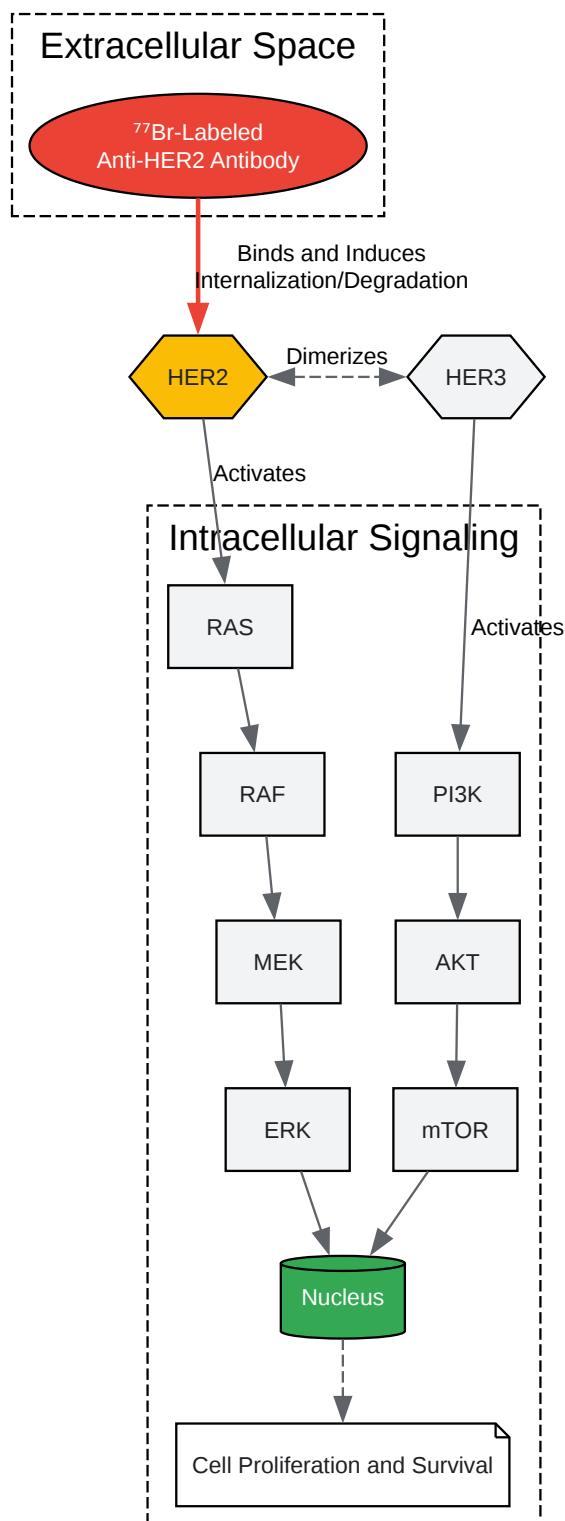 Extracellular Space
⁷⁷Br-Labeled
Anti-HER2 Antibody
Binds and Induces
Internalization/Degradation
HER2
Dimerizes
HER3
Activates
Intracellular Signaling
RAS
Activates
RAF
PI3K
MEK
AKT
ERK
mTOR
Nucleus
Cell Proliferation and Survival